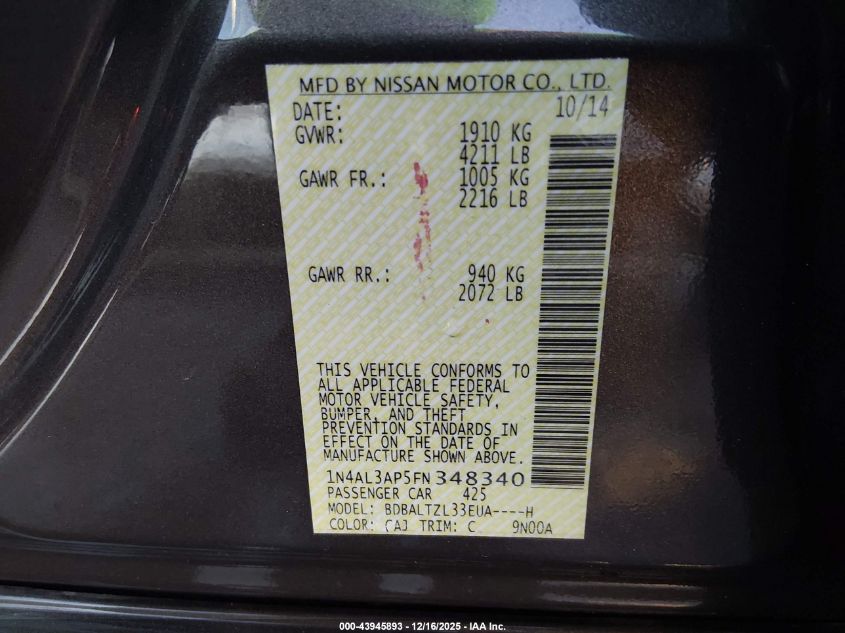 MFD BY NISSAN MOTOR CO., LTD.
DATE: 10/14
GVWR: 1910 KG
4211 LB
GAWR FR.: 1005 KG
2216 LB
GAWR RR.: 940 KG
2072 LB
THIS VEHICLE CONFORMS TO
ALL APPLICABLE FEDERAL
MOTOR VEHICLE SAFETY,
BUMPER, AND THEFT
PREVENTION STANDARDS IN
EFFECT ON THE DATE OF
MANUFACTURE SHOWN ABOVE.
1N4AL3AP5FN348340
PASSENGER CAR 425
MODEL: BDBALTZL33EUA----H
COLOR: CAJ TRIM: C 9N00A
000-43945893 - 12/16/2025 - IAA Inc.